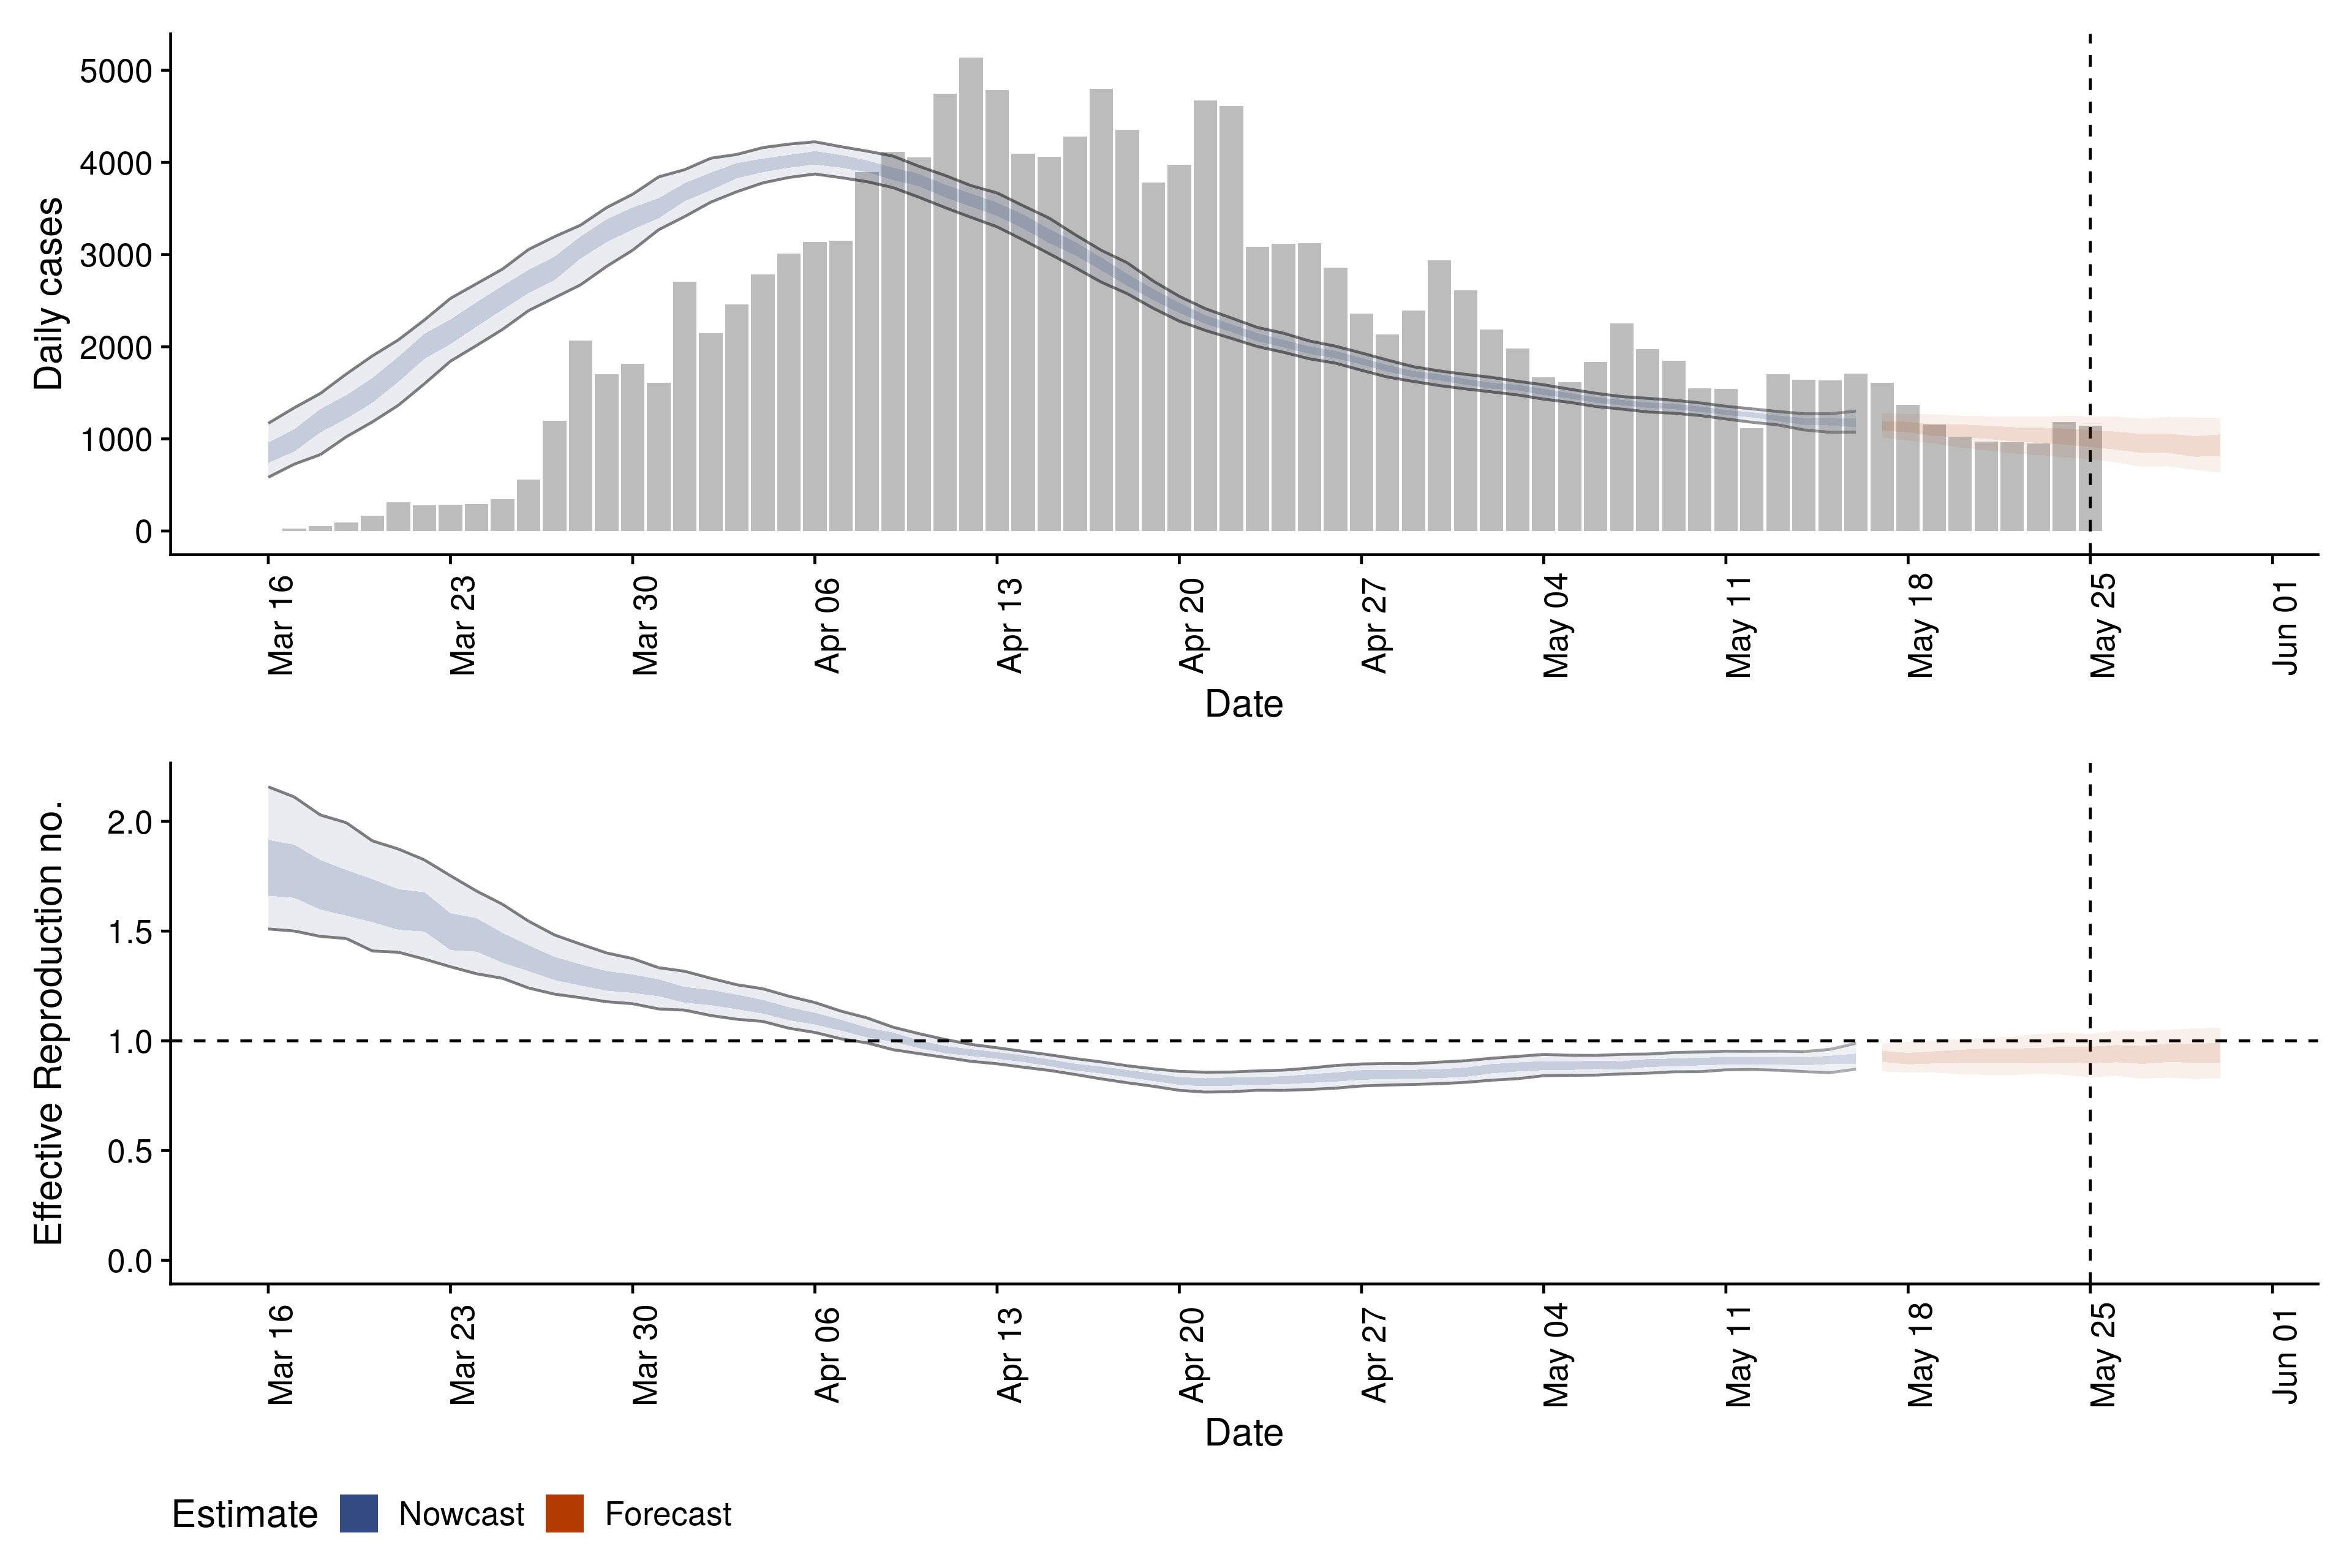 Daily cases
5000
4000
3000
2000
1000
0
Mar 16
Mar 23
Mar 30
Apr 06
Apr 13
Apr 20
Apr 27
May 04
May 11
May 18
May 25
Jun 01
Date
Effective Reproduction no.
2.0
1.5
1.0
0.5
0.0
Mar 16
Mar 23
Mar 30
Apr 06
Apr 13
Apr 20
Apr 27
May 04
May 11
May 18
May 25
Jun 01
Date
Estimate Nowcast Forecast